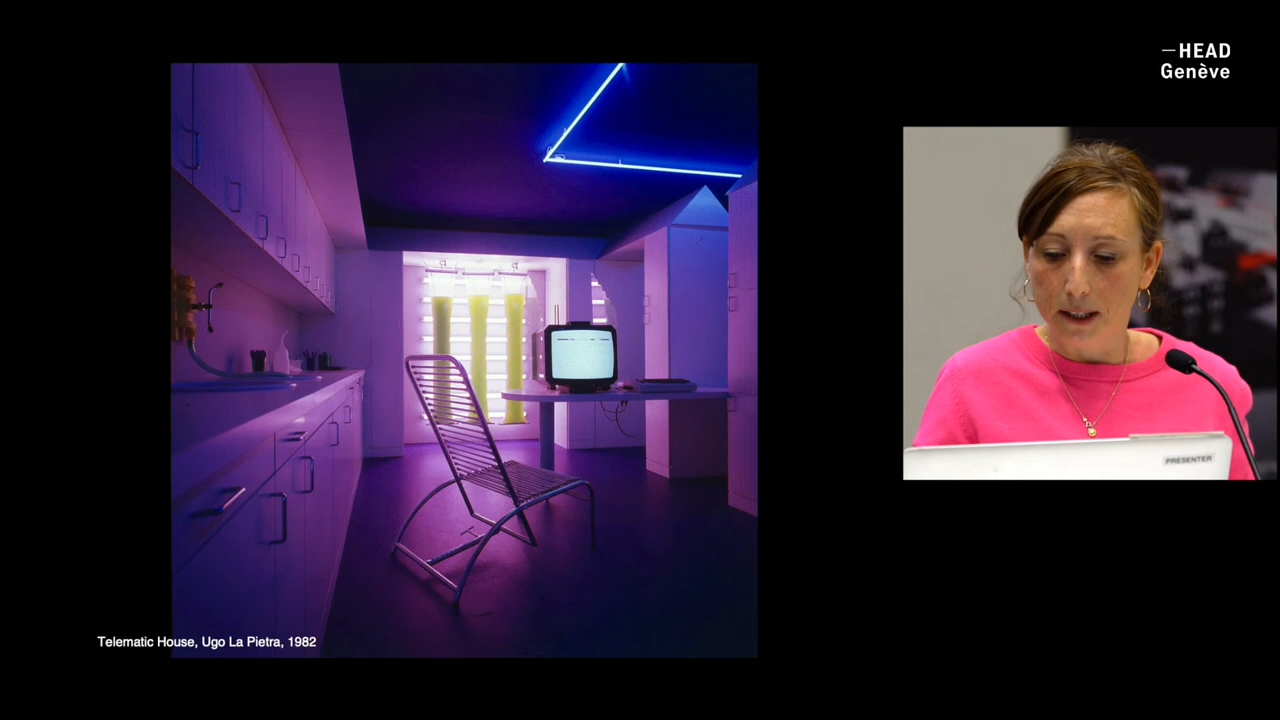 —HEAD
Genève
PRESENTER
Telematic House, Ugo La Pietra, 1982